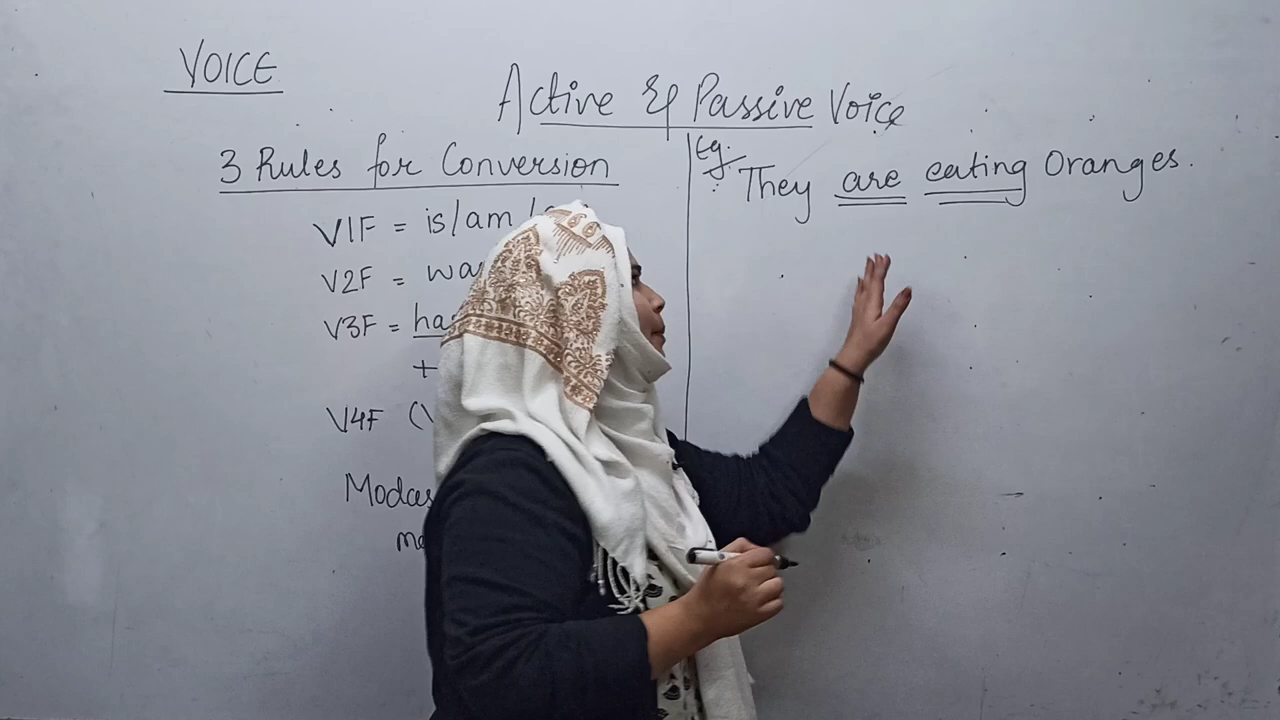 VOICE
Active & Passive Voice
3 Rules for Conversion
V1F = is/am/
V2F = wa
V3F = ha
+
V4F (V
Eg.
They are eating Oranges.